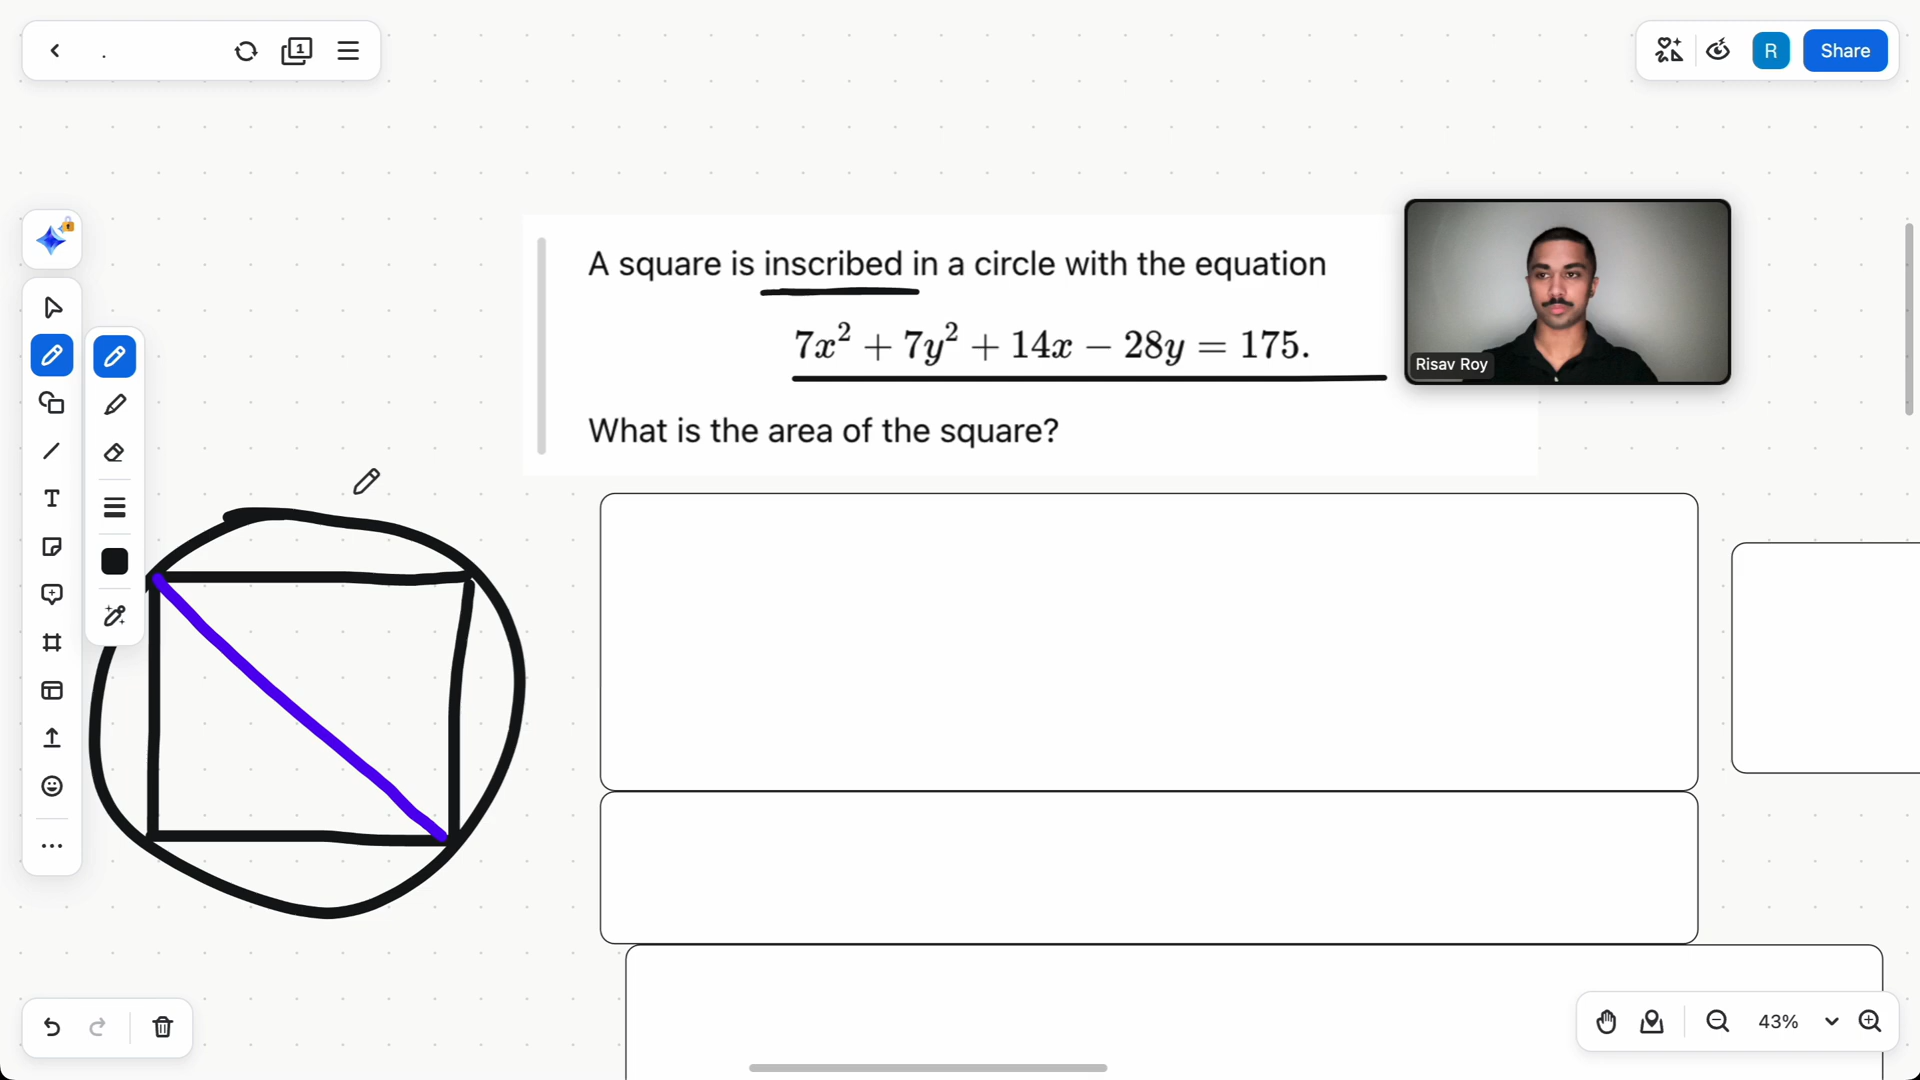 .
1
R
Share
A square is inscribed in a circle with the equation
7x² + 7y² + 14x − 28y = 175.
What is the area of the square?
Risav Roy
T
43%